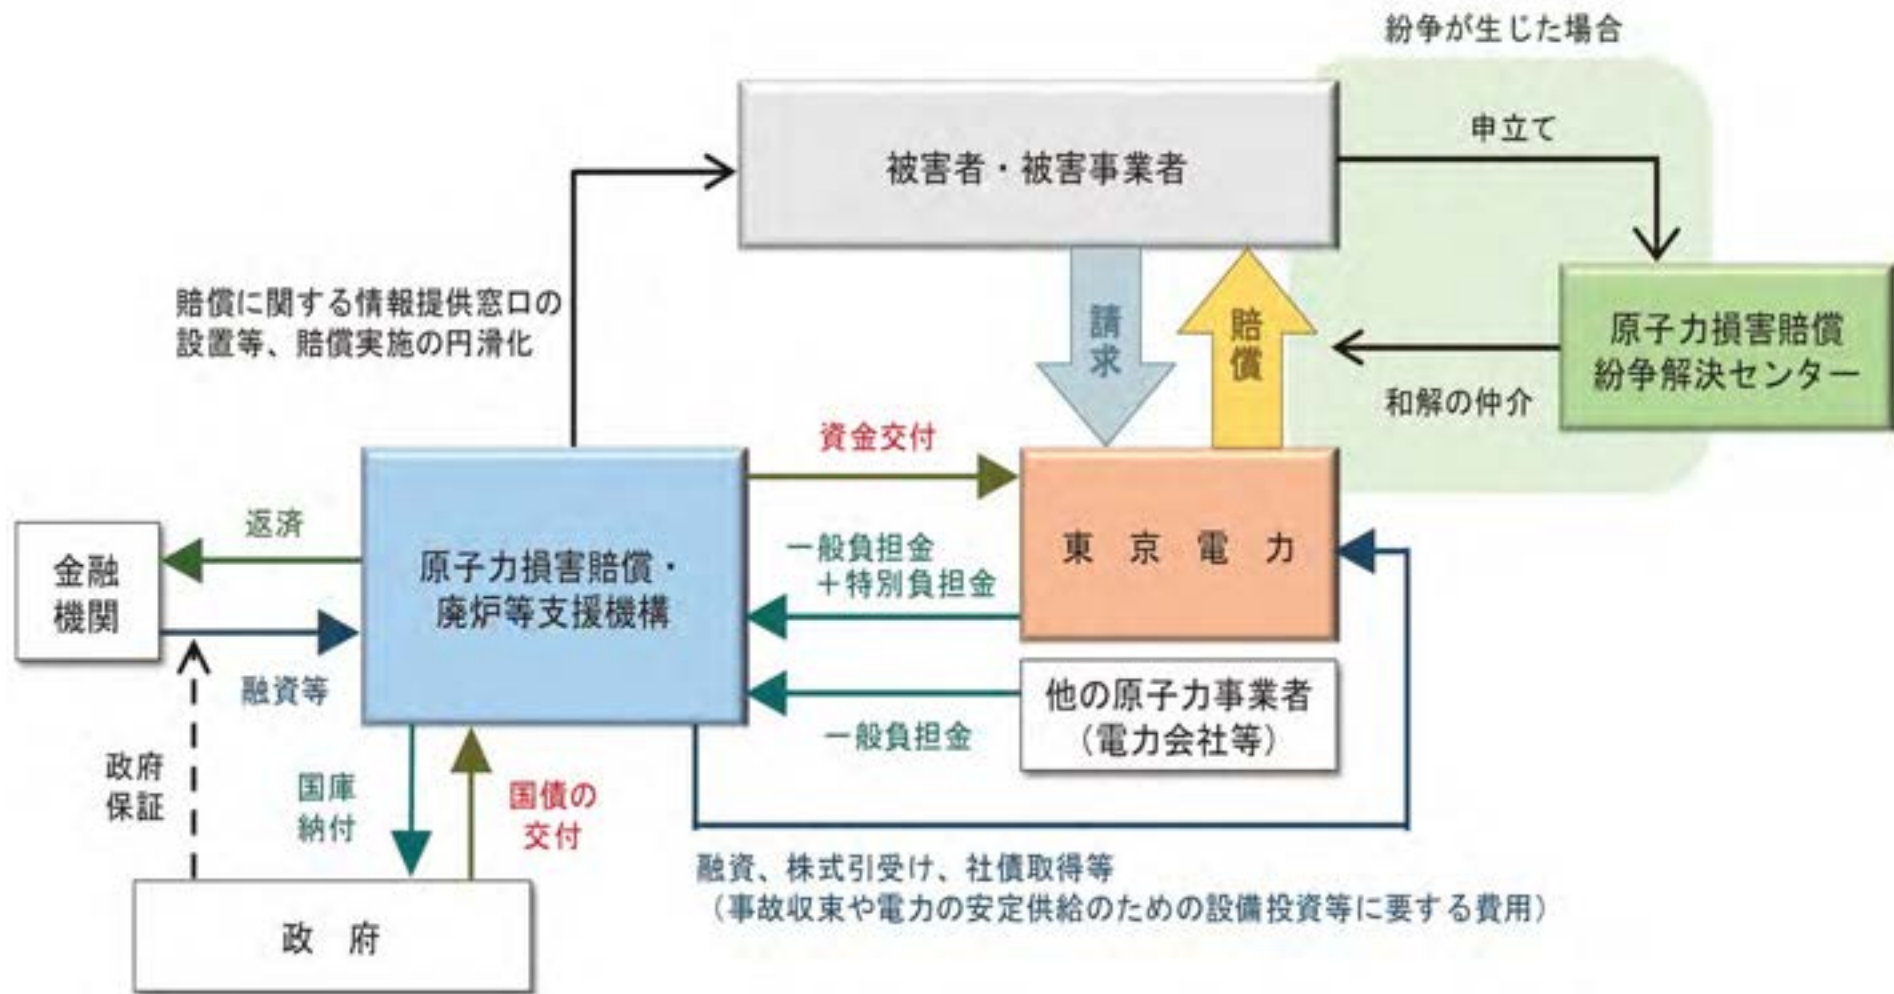 紛争が生じた場合
申立て
被害者・被害事業者
賠償に関する情報提供窓口の
設置等、賠償実施の円滑化
請求
賠償
原子力損害賠償
紛争解決センター
和解の仲介
資金交付
返済
金融
機関
原子力損害賠償・
廃炉等支援機構
一般負担金
＋特別負担金
東 京 電 力
融資等
他の原子力事業者
（電力会社等）
一般負担金
政府
保証
国庫
納付
国債の
交付
融資、株式引受け、社債取得等
（事故収束や電力の安定供給のための設備投資等に要する費用）
政 府